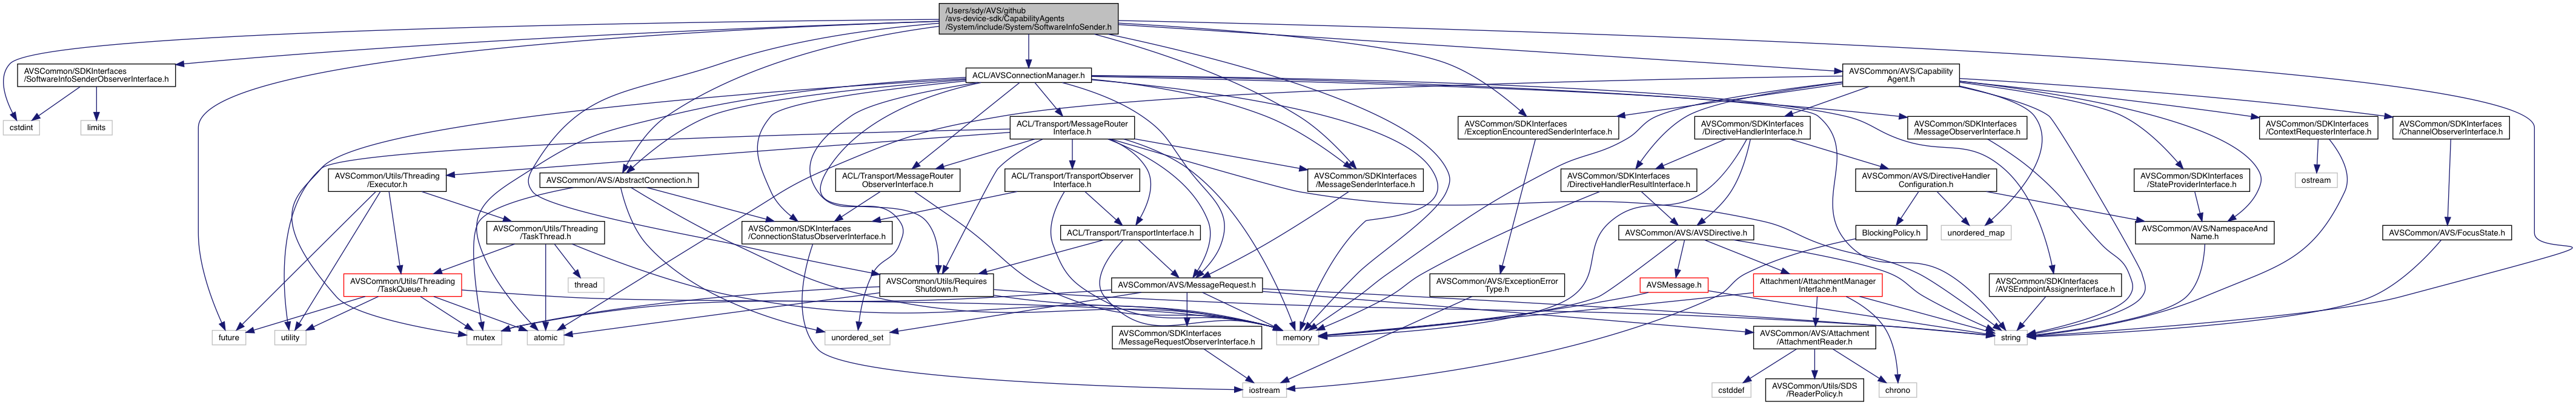 /Users/sdy/AVS/github
/avs-device-sdk/CapabilityAgents
/System/include/System/SoftwareInfoSender.h
AVSCommon/SDKInterfaces
/SoftwareInfoSenderObserverInterface.h
ACL/AVSConnectionManager.h
AVSCommon/AVS/Capability
Agent.h
cstdint
limits
ACL/Transport/MessageRouter
Interface.h
AVSCommon/SDKInterfaces
/ExceptionEncounteredSenderInterface.h
AVSCommon/SDKInterfaces
/DirectiveHandlerInterface.h
AVSCommon/SDKInterfaces
/MessageObserverInterface.h
AVSCommon/SDKInterfaces
/ContextRequesterInterface.h
AVSCommon/SDKInterfaces
/ChannelObserverInterface.h
AVSCommon/Utils/Threading
/Executor.h
AVSCommon/AVS/AbstractConnection.h
ACL/Transport/MessageRouter
ObserverInterface.h
ACL/Transport/TransportObserver
Interface.h
AVSCommon/SDKInterfaces
/MessageSenderInterface.h
AVSCommon/SDKInterfaces
/DirectiveHandlerResultInterface.h
AVSCommon/AVS/DirectiveHandler
Configuration.h
AVSCommon/SDKInterfaces
/StateProviderInterface.h
ostream
AVSCommon/Utils/Threading
/TaskThread.h
AVSCommon/SDKInterfaces
/ConnectionStatusObserverInterface.h
ACL/Transport/TransportInterface.h
AVSCommon/AVS/AVSDirective.h
BlockingPolicy.h
unordered_map
AVSCommon/AVS/NamespaceAnd
Name.h
AVSCommon/AVS/FocusState.h
AVSCommon/Utils/Threading
/TaskQueue.h
thread
AVSCommon/Utils/Requires
Shutdown.h
AVSCommon/AVS/MessageRequest.h
AVSCommon/AVS/ExceptionError
Type.h
AVSMessage.h
Attachment/AttachmentManager
Interface.h
AVSCommon/SDKInterfaces
/AVSEndpointAssignerInterface.h
future
utility
mutex
atomic
unordered_set
AVSCommon/SDKInterfaces
/MessageRequestObserverInterface.h
memory
AVSCommon/AVS/Attachment
/AttachmentReader.h
string
iostream
cstddef
AVSCommon/Utils/SDS
/ReaderPolicy.h
chrono